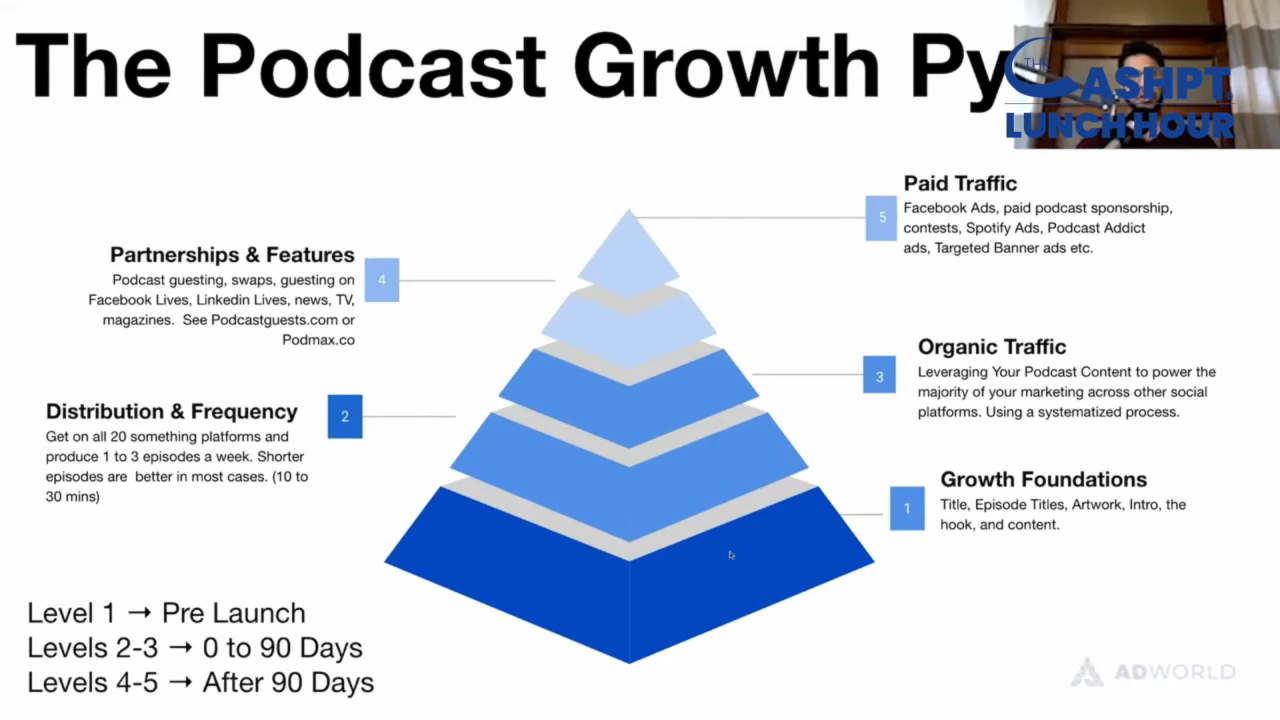 The Podcast Growth Py
THE
CASHPT
LUNCH HOUR
5
Paid Traffic
Facebook Ads, paid podcast sponsorship,
contests, Spotify Ads, Podcast Addict
ads, Targeted Banner ads etc.
Partnerships & Features
4
Podcast guesting, swaps, guesting on
Facebook Lives, Linkedin Lives, news, TV,
magazines. See Podcastguests.com or
Podmax.co
3
Organic Traffic
Leveraging Your Podcast Content to power the
majority of your marketing across other social
platforms. Using a systematized process.
Distribution & Frequency
2
Get on all 20 something platforms and
produce 1 to 3 episodes a week. Shorter
episodes are better in most cases. (10 to
30 mins)
1
Growth Foundations
Title, Episode Titles, Artwork, Intro, the
hook, and content.
Level 1 → Pre Launch
Levels 2-3 → 0 to 90 Days
Levels 4-5 → After 90 Days
ADWORLD